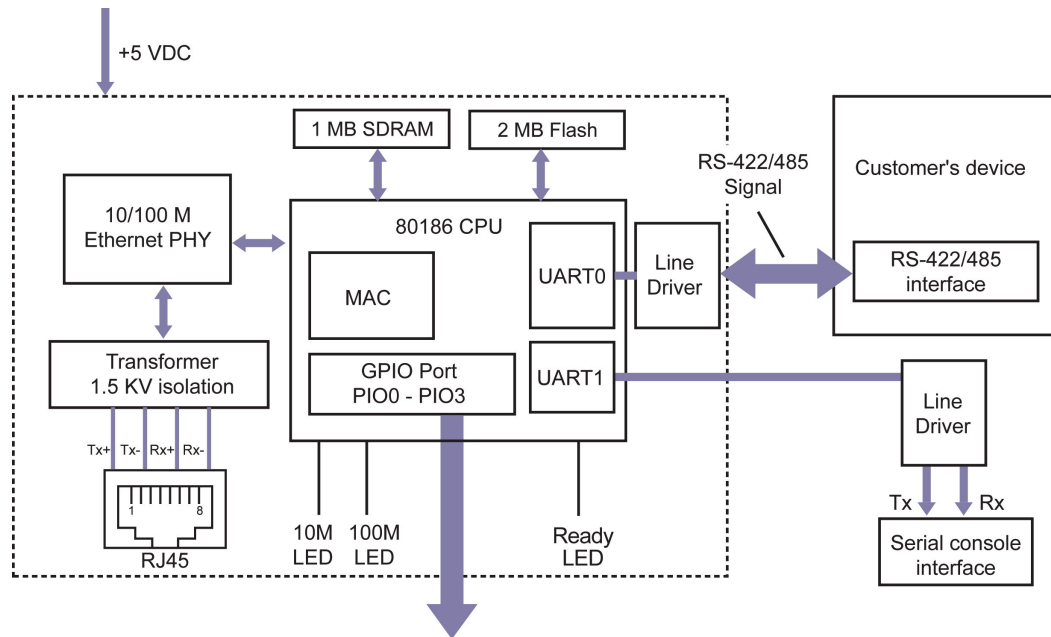 +5 VDC
1 MB SDRAM
2 MB Flash
RS-422/485
Signal
Customer's device
10/100 M
Ethernet PHY
80186 CPU
MAC
UART0
Line
Driver
RS-422/485
interface
Transformer
1.5 KV isolation
GPIO Port
PIO0 - PIO3
UART1
Line
Driver
Tx+ Tx- Rx+ Rx-
1 8
RJ45
10M
LED
100M
LED
Ready
LED
Tx Rx
Serial console
interface